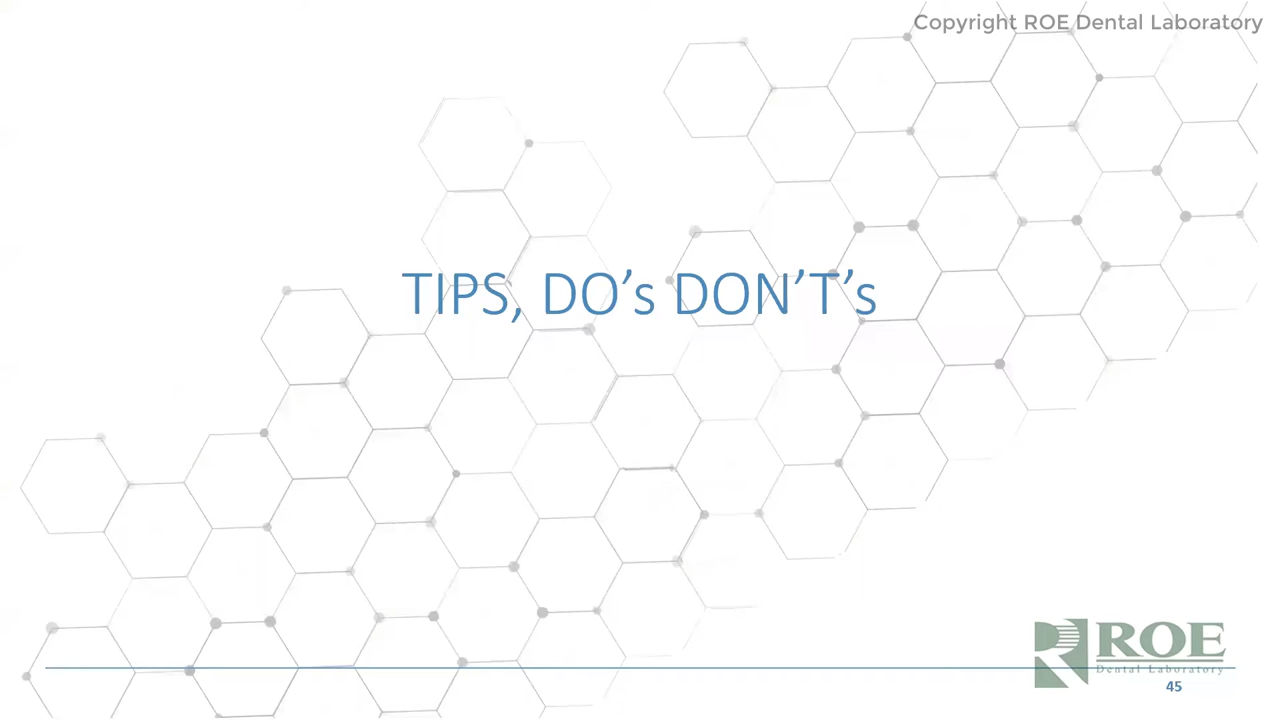 Copyright ROE Dental Laboratory
TIPS, DO’s DON’T’s
ROE
Dental Laboratory
45